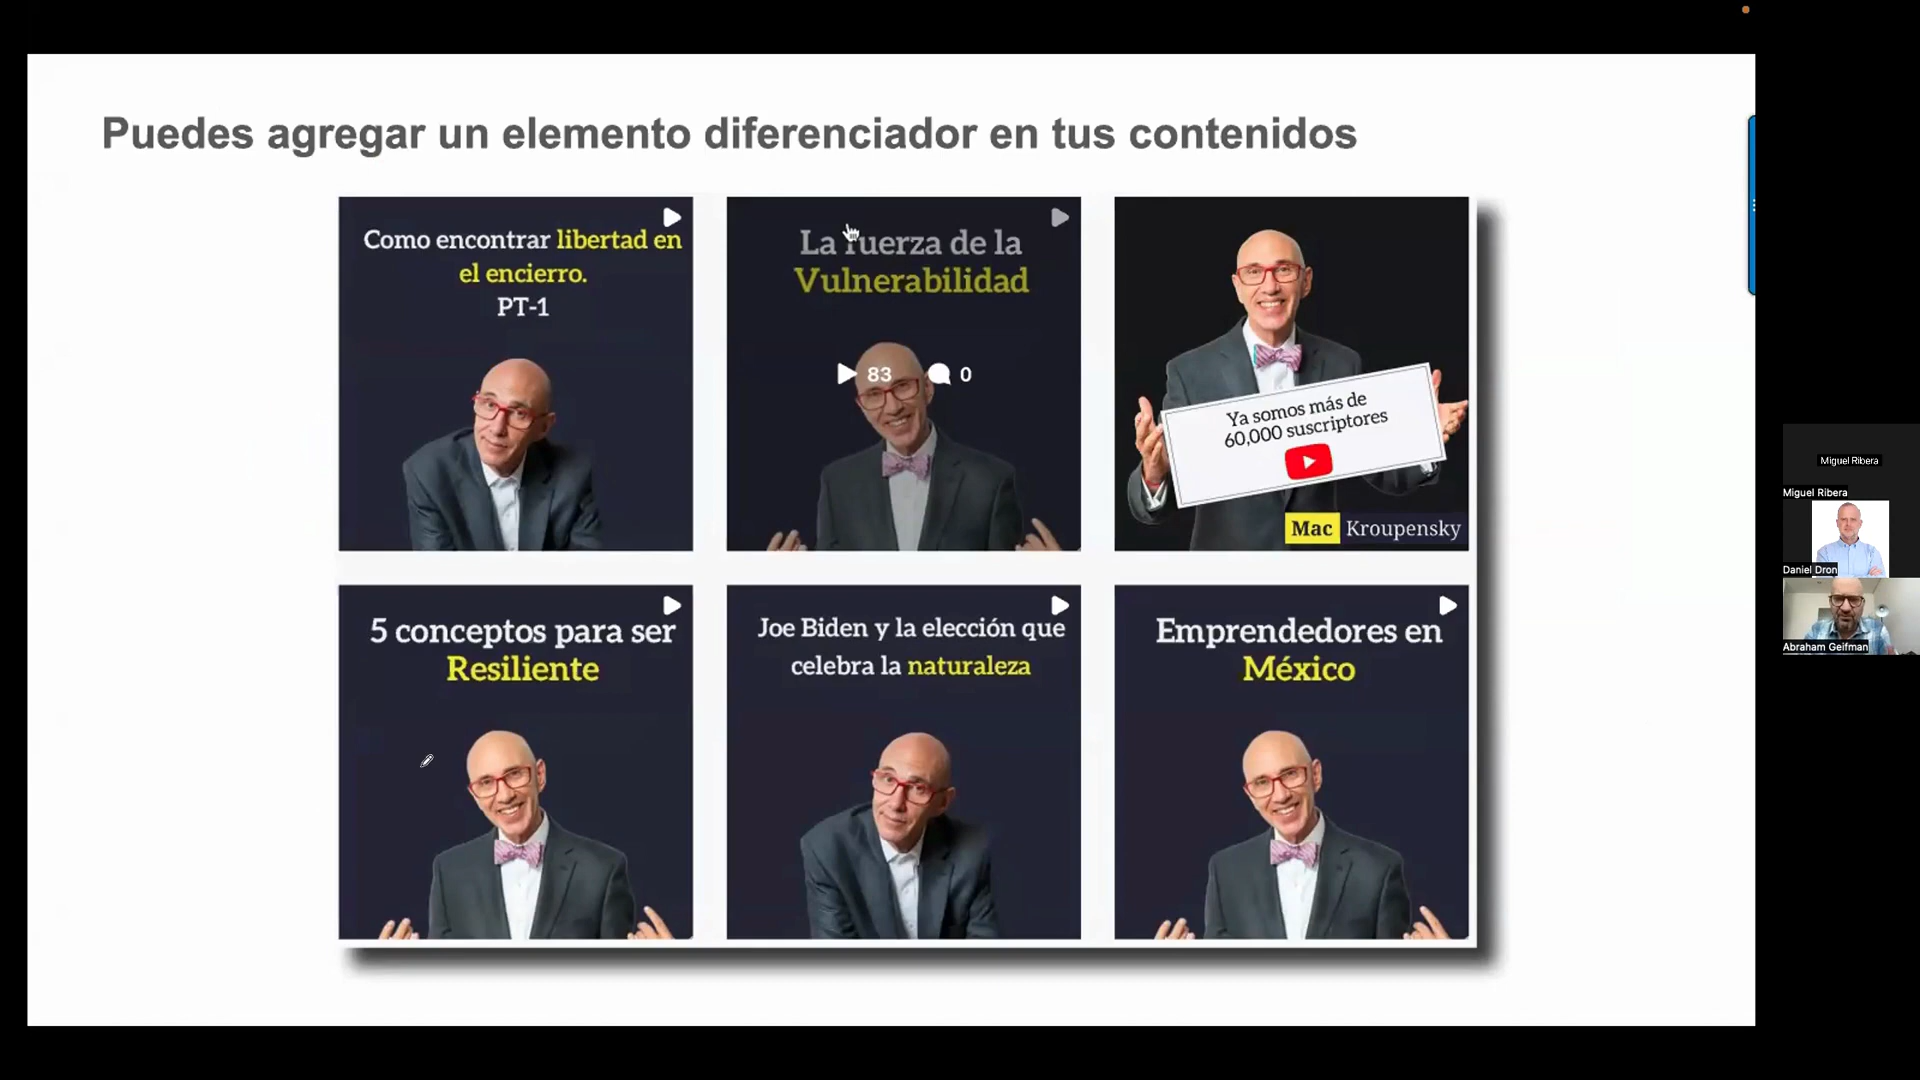 Puedes agregar un elemento diferenciador en tus contenidos
Como encontrar libertad en
el encierro.
PT-1
La fuerza de la
Vulnerabilidad
83 0
Ya somos más de
60,000 suscriptores
Mac Kroupensky
5 conceptos para ser
Resiliente
Joe Biden y la elección que
celebra la naturaleza
Emprendedores en
México
Miguel Ribera
Miguel Ribera
Daniel Dron
Abraham Geifman